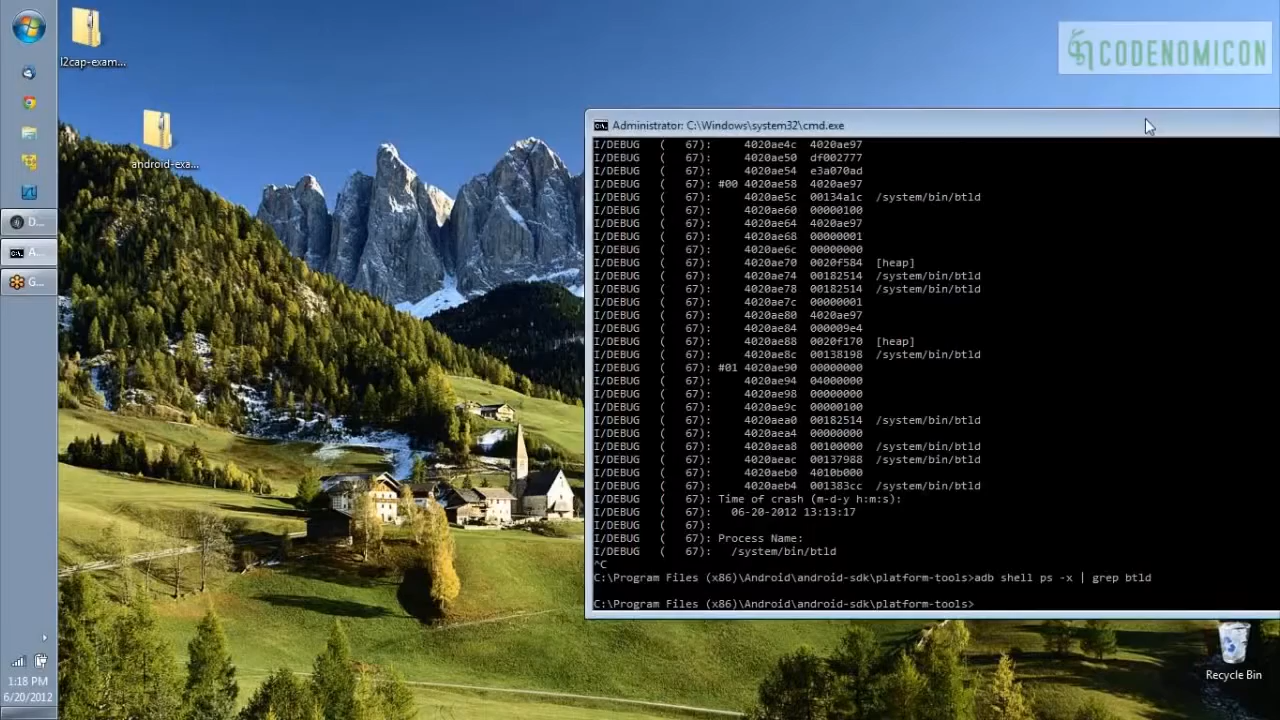 l2cap-exam...
android-exa...
CODENOMICON
D...
A...
G...
1:18 PM
6/20/2012
Recycle Bin
Administrator: C:\Windows\system32\cmd.exe
I/DEBUG   (   67):     4020ae4c  4020ae97
I/DEBUG   (   67):     4020ae50  df002777
I/DEBUG   (   67):     4020ae54  e3a070ad
I/DEBUG   (   67): #00 4020ae58  4020ae97
I/DEBUG   (   67):     4020ae5c  00134a1c  /system/bin/btld
I/DEBUG   (   67):     4020ae60  00000100
I/DEBUG   (   67):     4020ae64  4020ae97
I/DEBUG   (   67):     4020ae68  00000001
I/DEBUG   (   67):     4020ae6c  00000000
I/DEBUG   (   67):     4020ae70  0020f584  [heap]
I/DEBUG   (   67):     4020ae74  00182514  /system/bin/btld
I/DEBUG   (   67):     4020ae78  00182514  /system/bin/btld
I/DEBUG   (   67):     4020ae7c  00000001
I/DEBUG   (   67):     4020ae80  4020ae97
I/DEBUG   (   67):     4020ae84  000009e4
I/DEBUG   (   67):     4020ae88  0020f170  [heap]
I/DEBUG   (   67):     4020ae8c  00138198  /system/bin/btld
I/DEBUG   (   67): #01 4020ae90  00000000
I/DEBUG   (   67):     4020ae94  04000000
I/DEBUG   (   67):     4020ae98  00000000
I/DEBUG   (   67):     4020ae9c  00000100
I/DEBUG   (   67):     4020aea0  00182514  /system/bin/btld
I/DEBUG   (   67):     4020aea4  00000000
I/DEBUG   (   67):     4020aea8  00100000  /system/bin/btld
I/DEBUG   (   67):     4020aeac  00137988  /system/bin/btld
I/DEBUG   (   67):     4020aeb0  4010b000
I/DEBUG   (   67):     4020aeb4  001383cc  /system/bin/btld
I/DEBUG   (   67): Time of crash (m-d-y h:m:s):
I/DEBUG   (   67):   06-20-2012 13:13:17
I/DEBUG   (   67):
I/DEBUG   (   67): Process Name:
I/DEBUG   (   67):   /system/bin/btld
^C
C:\Program Files (x86)\Android\android-sdk\platform-tools>adb shell ps -x | grep btld
C:\Program Files (x86)\Android\android-sdk\platform-tools>